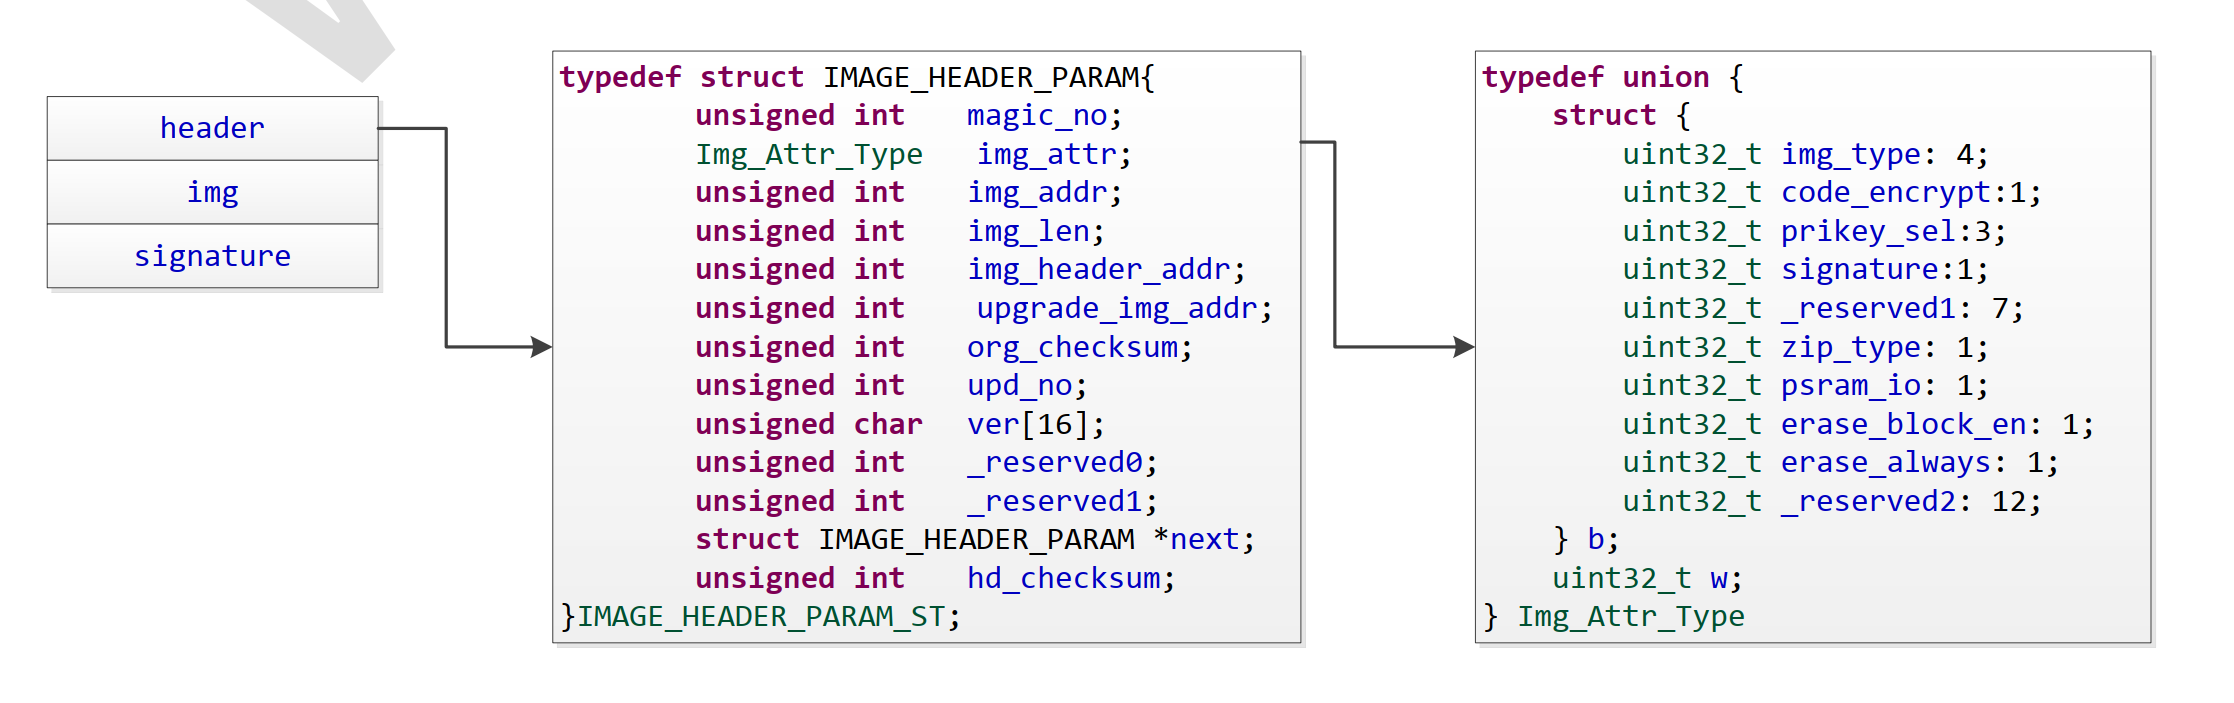 header
img
signature
typedef struct IMAGE_HEADER_PARAM{
unsigned int magic_no;
Img_Attr_Type img_attr;
unsigned int img_addr;
unsigned int img_len;
unsigned int img_header_addr;
unsigned int upgrade_img_addr;
unsigned int org_checksum;
unsigned int upd_no;
unsigned char ver[16];
unsigned int _reserved0;
unsigned int _reserved1;
struct IMAGE_HEADER_PARAM *next;
unsigned int hd_checksum;
}IMAGE_HEADER_PARAM_ST;
typedef union {
struct {
uint32_t img_type: 4;
uint32_t code_encrypt:1;
uint32_t prikey_sel:3;
uint32_t signature:1;
uint32_t _reserved1: 7;
uint32_t zip_type: 1;
uint32_t psram_io: 1;
uint32_t erase_block_en: 1;
uint32_t erase_always: 1;
uint32_t _reserved2: 12;
} b;
uint32_t w;
} Img_Attr_Type